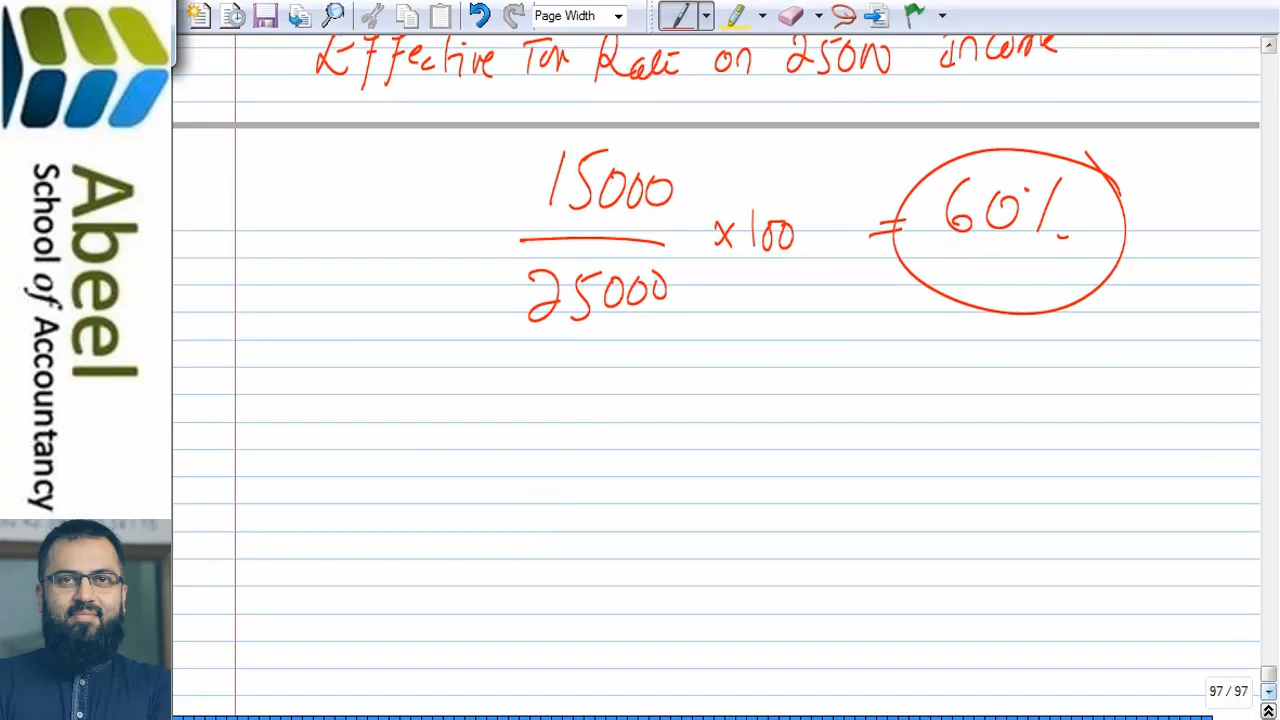 Page Width
Effective Tax Rate on 25000 income
15000
25000
x 100
= 60%
Abeel
School of Accountancy
97 / 97